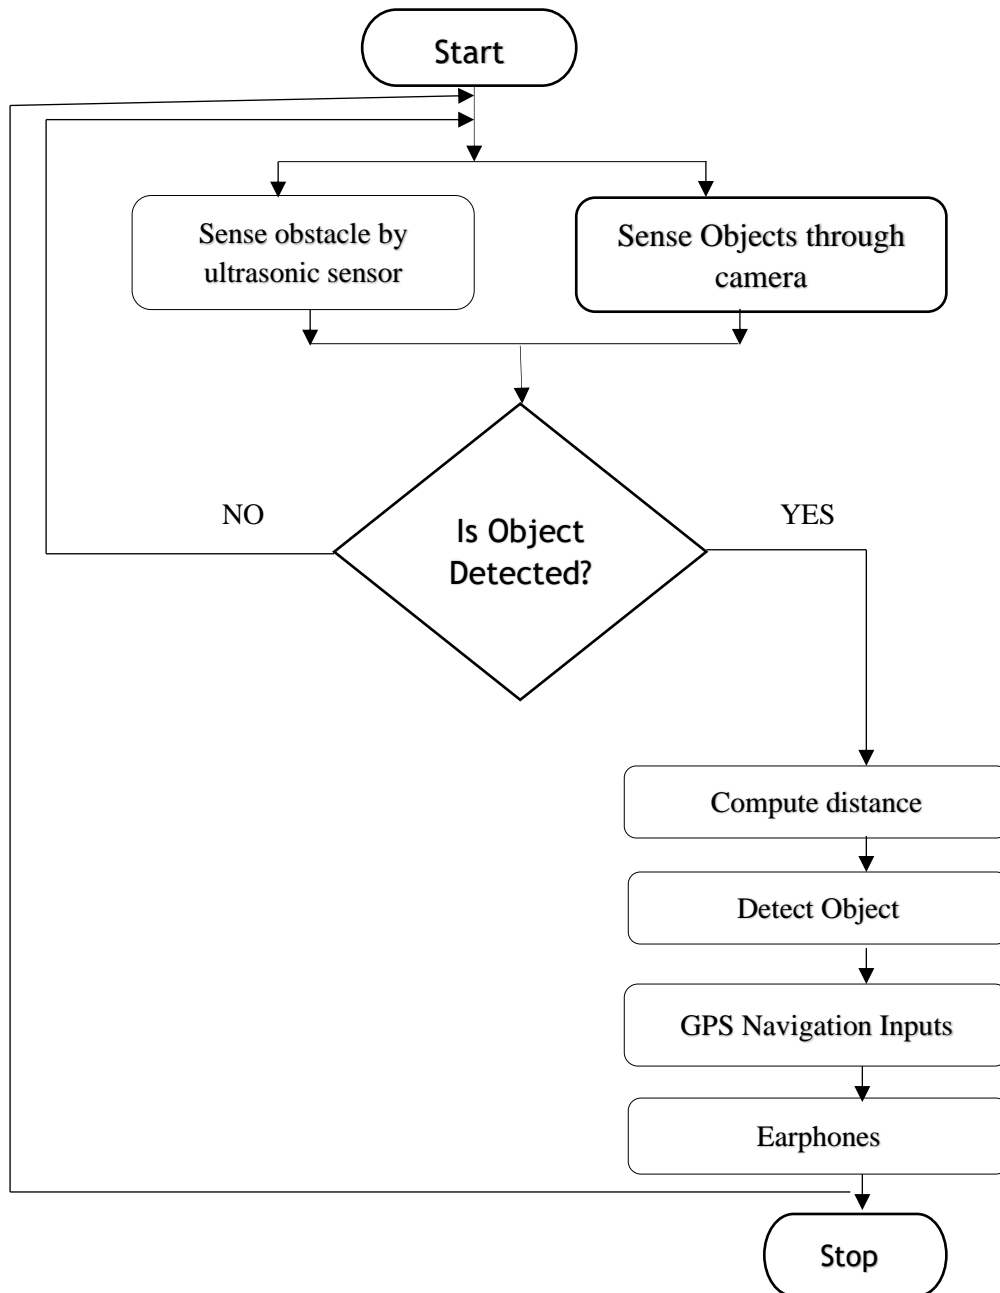 Start
Sense obstacle by
ultrasonic sensor
Sense Objects through
camera
NO
YES
Is Object
Detected?
Compute distance
Detect Object
GPS Navigation Inputs
Earphones
Stop